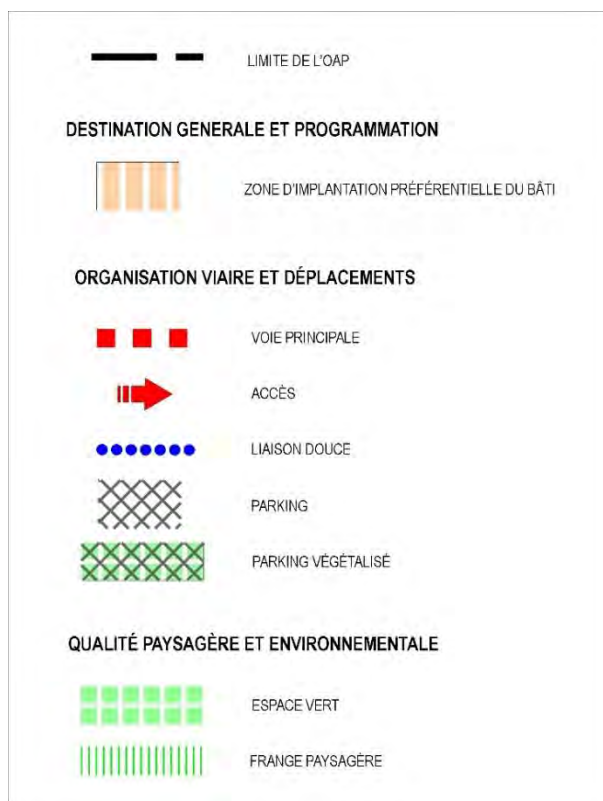 LIMITE DE L'OAP
DESTINATION GENERALE ET PROGRAMMATION
ZONE D'IMPLANTATION PRÉFÉRENTIELLE DU BÂTI
ORGANISATION VIAIRE ET DÉPLACEMENTS
VOIE PRINCIPALE
ACCÈS
LIAISON DOUCE
PARKING
PARKING VÉGÉTALISÉ
QUALITÉ PAYSAGÈRE ET ENVIRONNEMENTALE
ESPACE VERT
FRANGE PAYSAGÈRE